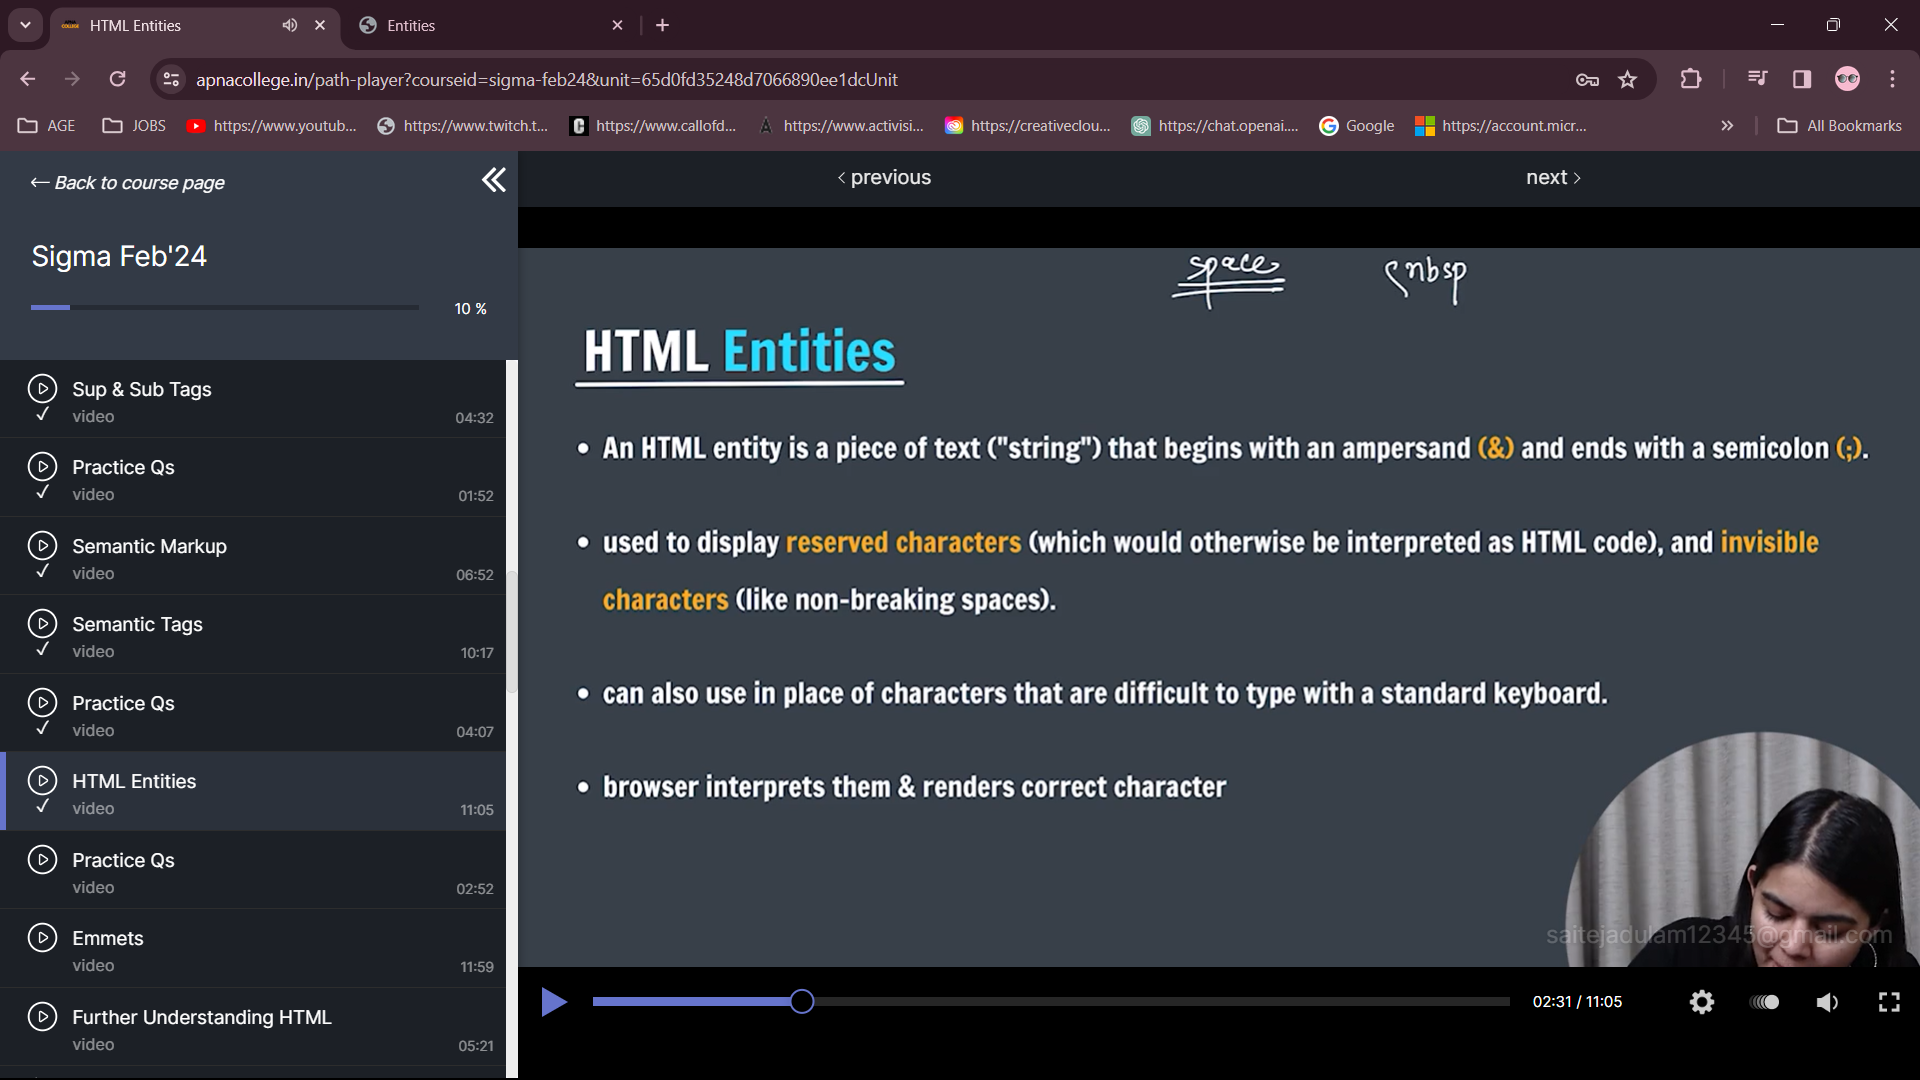 HTML Entities
Entities
apnacollege.in/path-player?courseid=sigma-feb24&unit=65d0fd35248d7066890ee1dcUnit
AGE
JOBS
https://www.youtub...
https://www.twitch.t...
https://www.callofd...
https://www.activisi...
https://creativeclou...
https://chat.openai....
Google
https://account.micr...
All Bookmarks
← Back to course page
‹ previous
next ›
Sigma Feb'24
10 %
Sup & Sub Tags
video 04:32
Practice Qs
video 01:52
Semantic Markup
video 06:52
Semantic Tags
video 10:17
Practice Qs
video 04:07
HTML Entities
video 11:05
Practice Qs
video 02:52
Emmets
video 11:59
Further Understanding HTML
video 05:21
space nbsp
HTML Entities
• An HTML entity is a piece of text ("string") that begins with an ampersand (&) and ends with a semicolon (;).
• used to display reserved characters (which would otherwise be interpreted as HTML code), and invisible
characters (like non-breaking spaces).
• can also use in place of characters that are difficult to type with a standard keyboard.
• browser interprets them & renders correct character
saitejadulam12345@gmail.com
02:31 / 11:05